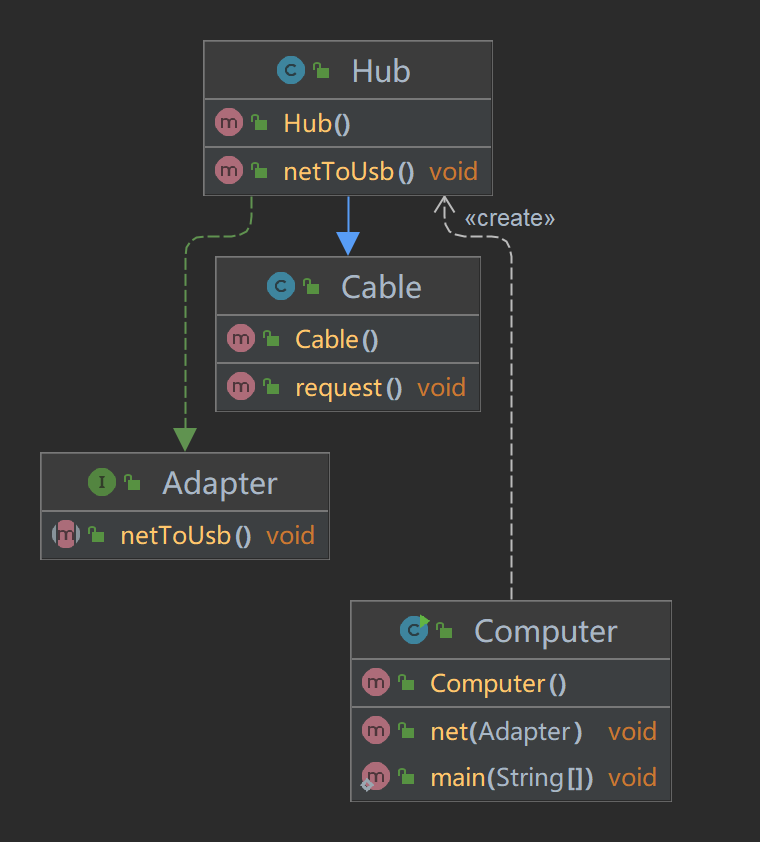 Hub
Hub()
netToUsb() void
«create»
Cable
Cable()
request() void
Adapter
netToUsb() void
Computer
Computer()
net(Adapter) void
main(String[]) void